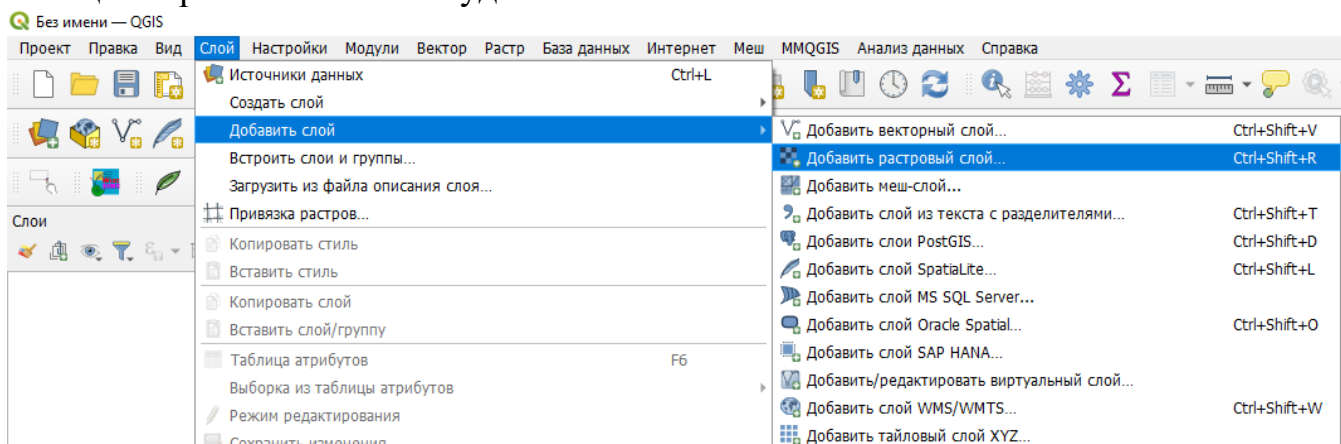 Без имени — QGIS
Проект Правка Вид Слой Настройки Модули Вектор Растр База данных Интернет Меш MMQGIS Анализ данных Справка
Источники данных Ctrl+L
Создать слой
Добавить слой
Встроить слои и группы...
Загрузить из файла описания слоя...
Привязка растров...
Копировать стиль
Вставить стиль
Копировать слой
Вставить слой/группу
Таблица атрибутов F6
Выборка из таблицы атрибутов
Режим редактирования
Сохранить изменения
Слои
Добавить векторный слой... Ctrl+Shift+V
Добавить растровый слой... Ctrl+Shift+R
Добавить меш-слой...
Добавить слой из текста с разделителями... Ctrl+Shift+T
Добавить слои PostGIS... Ctrl+Shift+D
Добавить слой SpatiaLite... Ctrl+Shift+L
Добавить слой MS SQL Server...
Добавить слой Oracle Spatial... Ctrl+Shift+O
Добавить слой SAP HANA...
Добавить/редактировать виртуальный слой...
Добавить слой WMS/WMTS... Ctrl+Shift+W
Добавить тайловый слой XYZ...